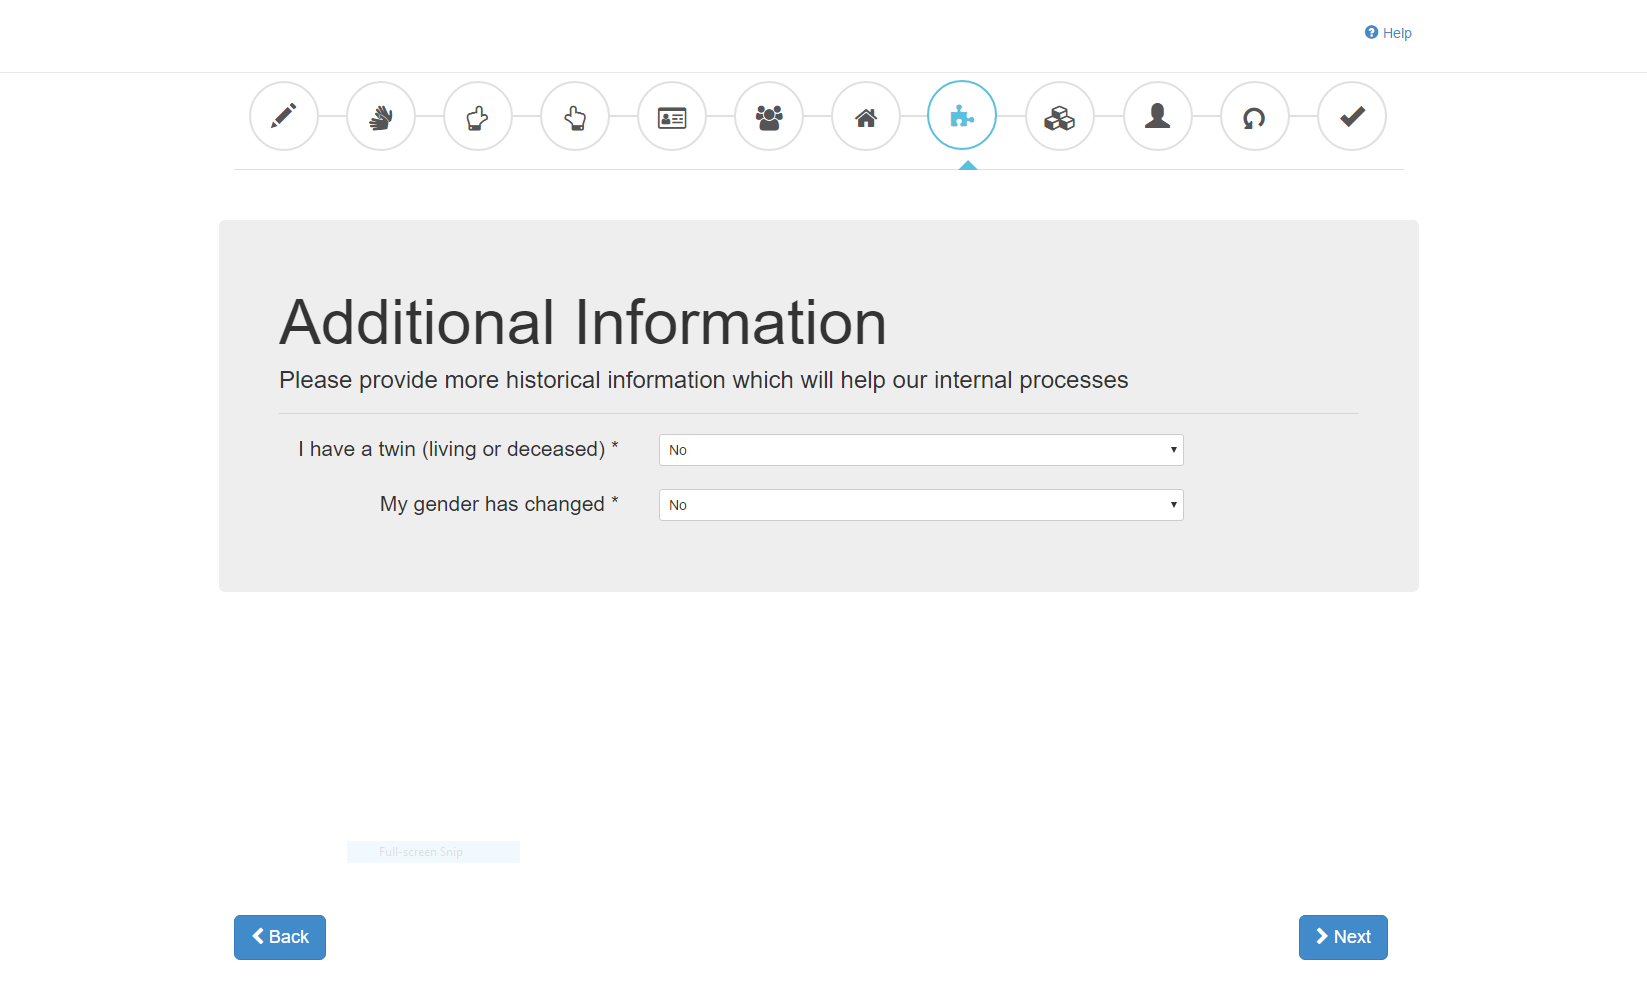 Help
Additional Information
Please provide more historical information which will help our internal processes
I have a twin (living or deceased) * No
My gender has changed * No
Full-screen Snip
Back Next